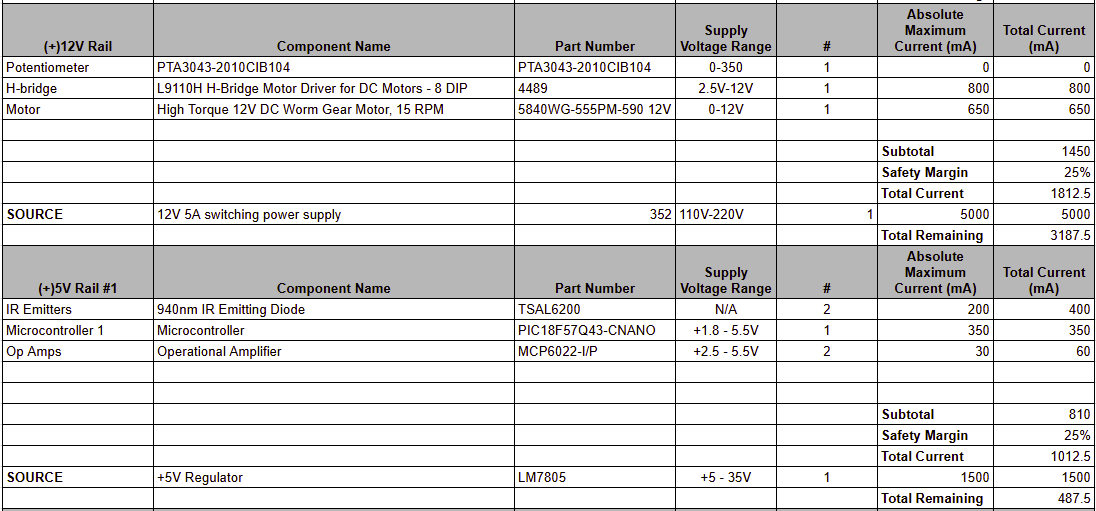 (+)12V Rail Component Name Part Number Supply Voltage Range # Absolute Maximum Current (mA) Total Current (mA)
Potentiometer PTA3043-2010CIB104 PTA3043-2010CIB104 0-350 1 0 0
H-bridge L9110H H-Bridge Motor Driver for DC Motors - 8 DIP 4489 2.5V-12V 1 800 800
Motor High Torque 12V DC Worm Gear Motor, 15 RPM 5840WG-555PM-590 12V 0-12V 1 650 650
Subtotal 1450
Safety Margin 25%
Total Current 1812.5
SOURCE 12V 5A switching power supply 352 110V-220V 1 5000 5000
Total Remaining 3187.5
(+)5V Rail #1 Component Name Part Number Supply Voltage Range # Absolute Maximum Current (mA) Total Current (mA)
IR Emitters 940nm IR Emitting Diode TSAL6200 N/A 2 200 400
Microcontroller 1 Microcontroller PIC18F57Q43-CNANO +1.8 - 5.5V 1 350 350
Op Amps Operational Amplifier MCP6022-I/P +2.5 - 5.5V 2 30 60
Subtotal 810
Safety Margin 25%
Total Current 1012.5
SOURCE +5V Regulator LM7805 +5 - 35V 1 1500 1500
Total Remaining 487.5